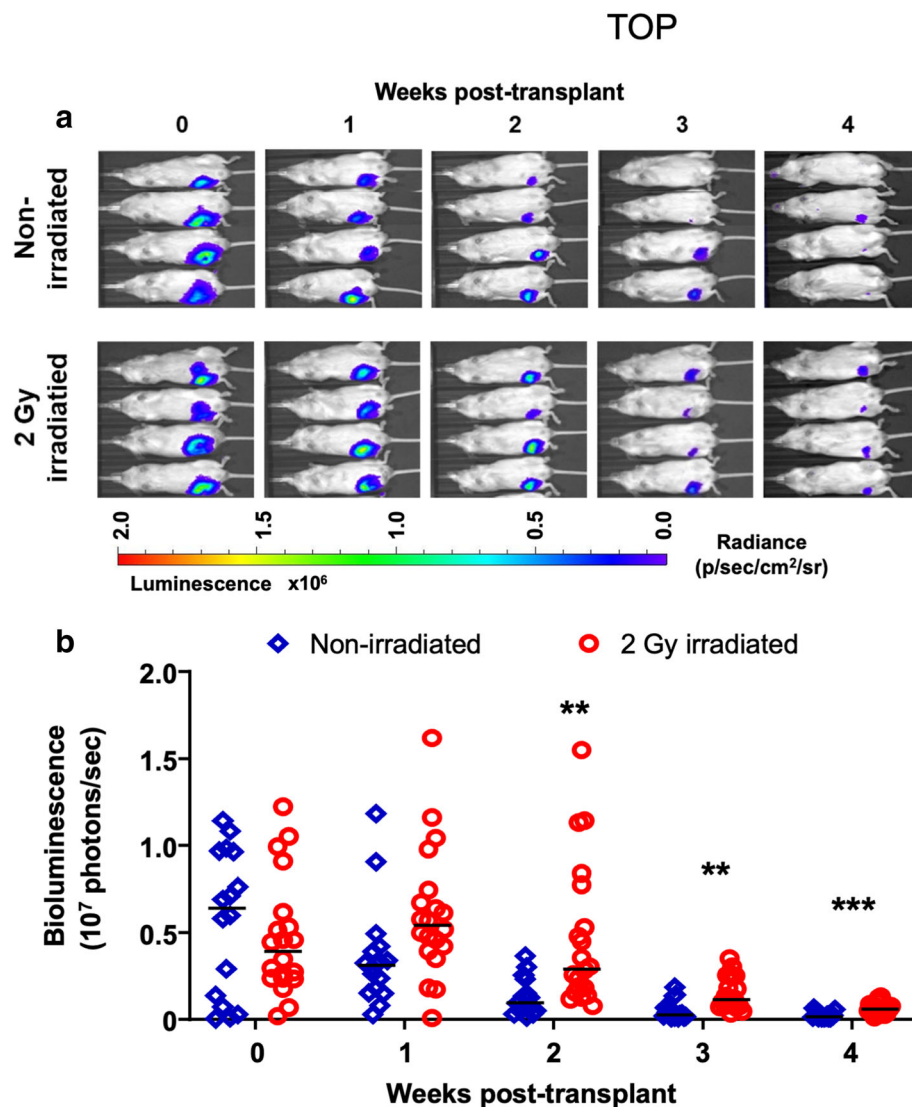 TOP
Weeks post-transplant
a
0 1 2 3 4
Non-
irradiated
2 Gy
irradiatied
2.0 1.5 1.0 0.5 0.0
Luminescence x10⁶
Radiance
(p/sec/cm²/sr)
b
Non-irradiated 2 Gy irradiated
Bioluminescence
(10⁷ photons/sec)
2.0
1.5
1.0
0.5
0
**
**
***
0 1 2 3 4
Weeks post-transplant